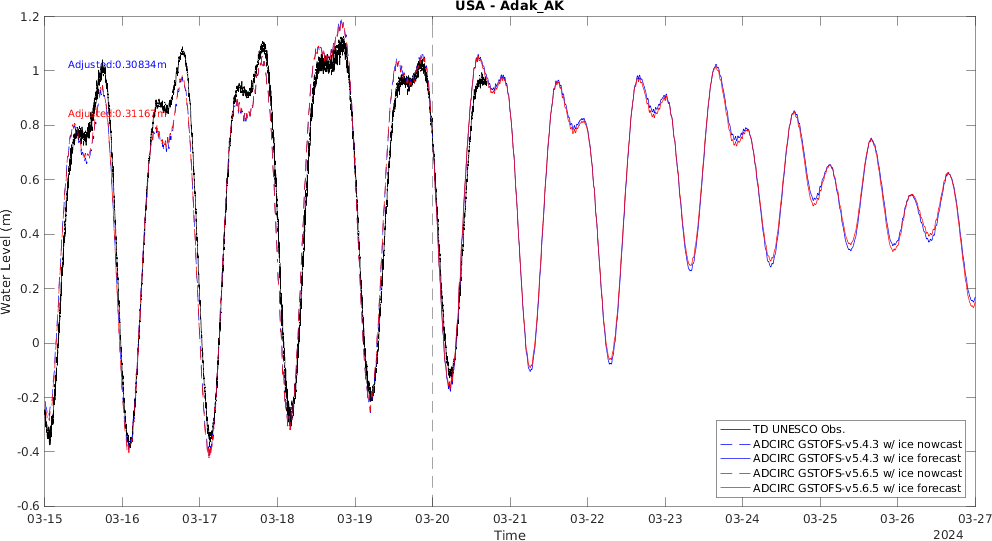 USA - Adak_AK
1.2
1
0.8
0.6
0.4
0.2
0
-0.2
-0.4
-0.6
Water Level (m)
Adjusted:0.30834m
Adjusted:0.31167m
TD UNESCO Obs.
ADCIRC GSTOFS-v5.4.3 w/ ice nowcast
ADCIRC GSTOFS-v5.4.3 w/ ice forecast
ADCIRC GSTOFS-v5.6.5 w/ ice nowcast
ADCIRC GSTOFS-v5.6.5 w/ ice forecast
03-15 03-16 03-17 03-18 03-19 03-20 03-21 03-22 03-23 03-24 03-25 03-26 03-27
Time
2024